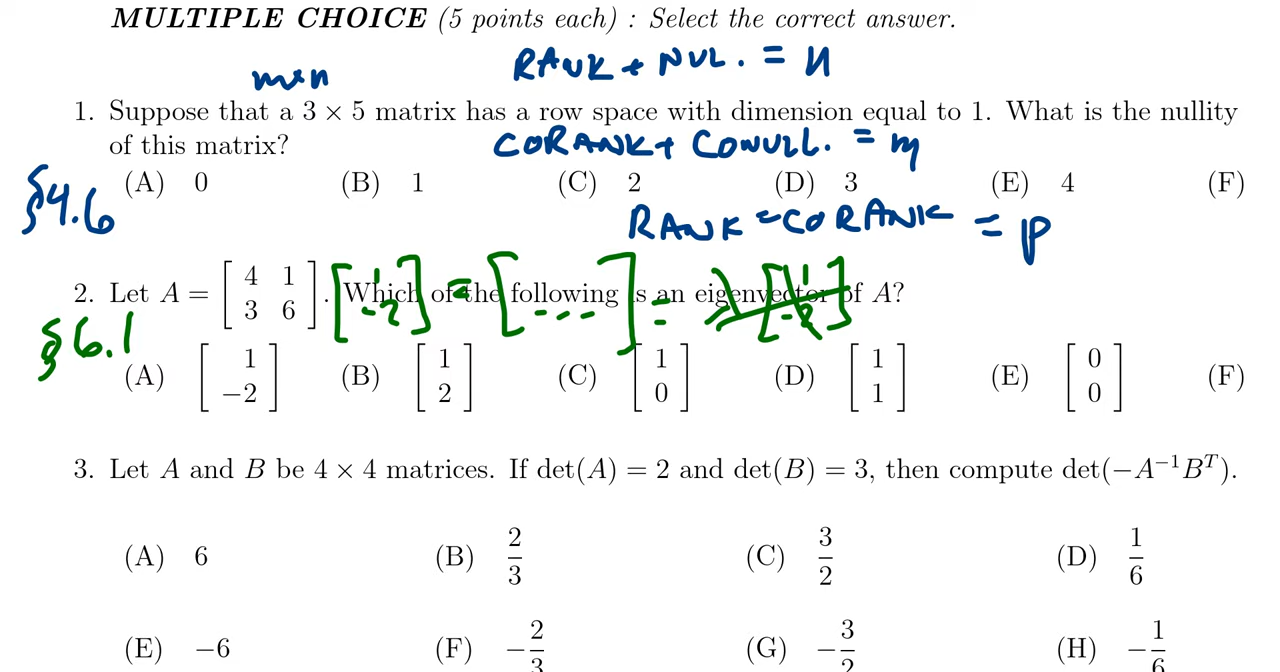 MULTIPLE CHOICE (5 points each) : Select the correct answer.
m×n RANK + NUL. = n
1. Suppose that a 3 × 5 matrix has a row space with dimension equal to 1. What is the nullity
of this matrix?
CORANK + CONULL. = m
§4.6 (A) 0 (B) 1 (C) 2 (D) 3 (E) 4 (F)
RANK = CORANK = P
2. Let A = [ 4 1 ; 3 6 ]. Which of the following is an eigenvector of A?
[ 1 ; -2 ] = [ --- ] = λ [ 1 ; -2 ]
§6.1
(A) [ 1 ; −2 ] (B) [ 1 ; 2 ] (C) [ 1 ; 0 ] (D) [ 1 ; 1 ] (E) [ 0 ; 0 ] (F)
3. Let A and B be 4 × 4 matrices. If det(A) = 2 and det(B) = 3, then compute det(−A⁻¹Bᵀ).
(A) 6 (B) 2/3 (C) 3/2 (D) 1/6
(E) −6 (F) −2/3 (G) −3/2 (H) −1/6